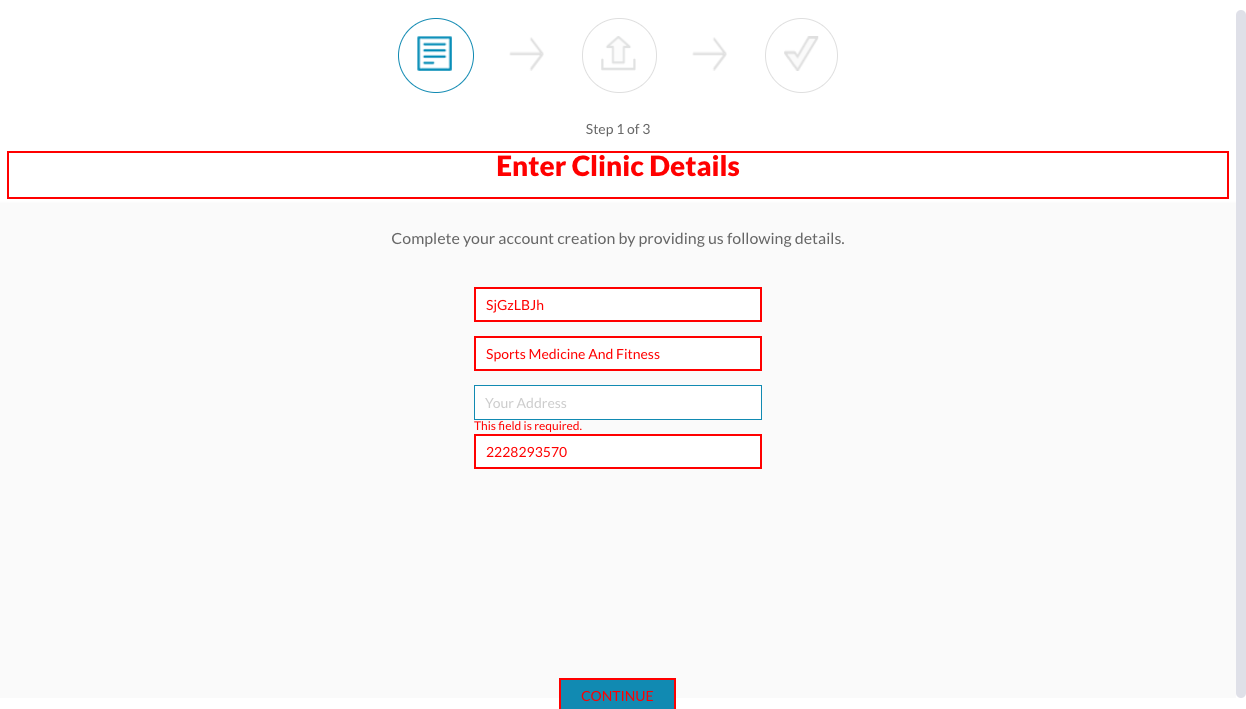 Step 1 of 3
Enter Clinic Details
Complete your account creation by providing us following details.
SjGzLBJh
Sports Medicine And Fitness
Your Address
This field is required.
2228293570
CONTINUE